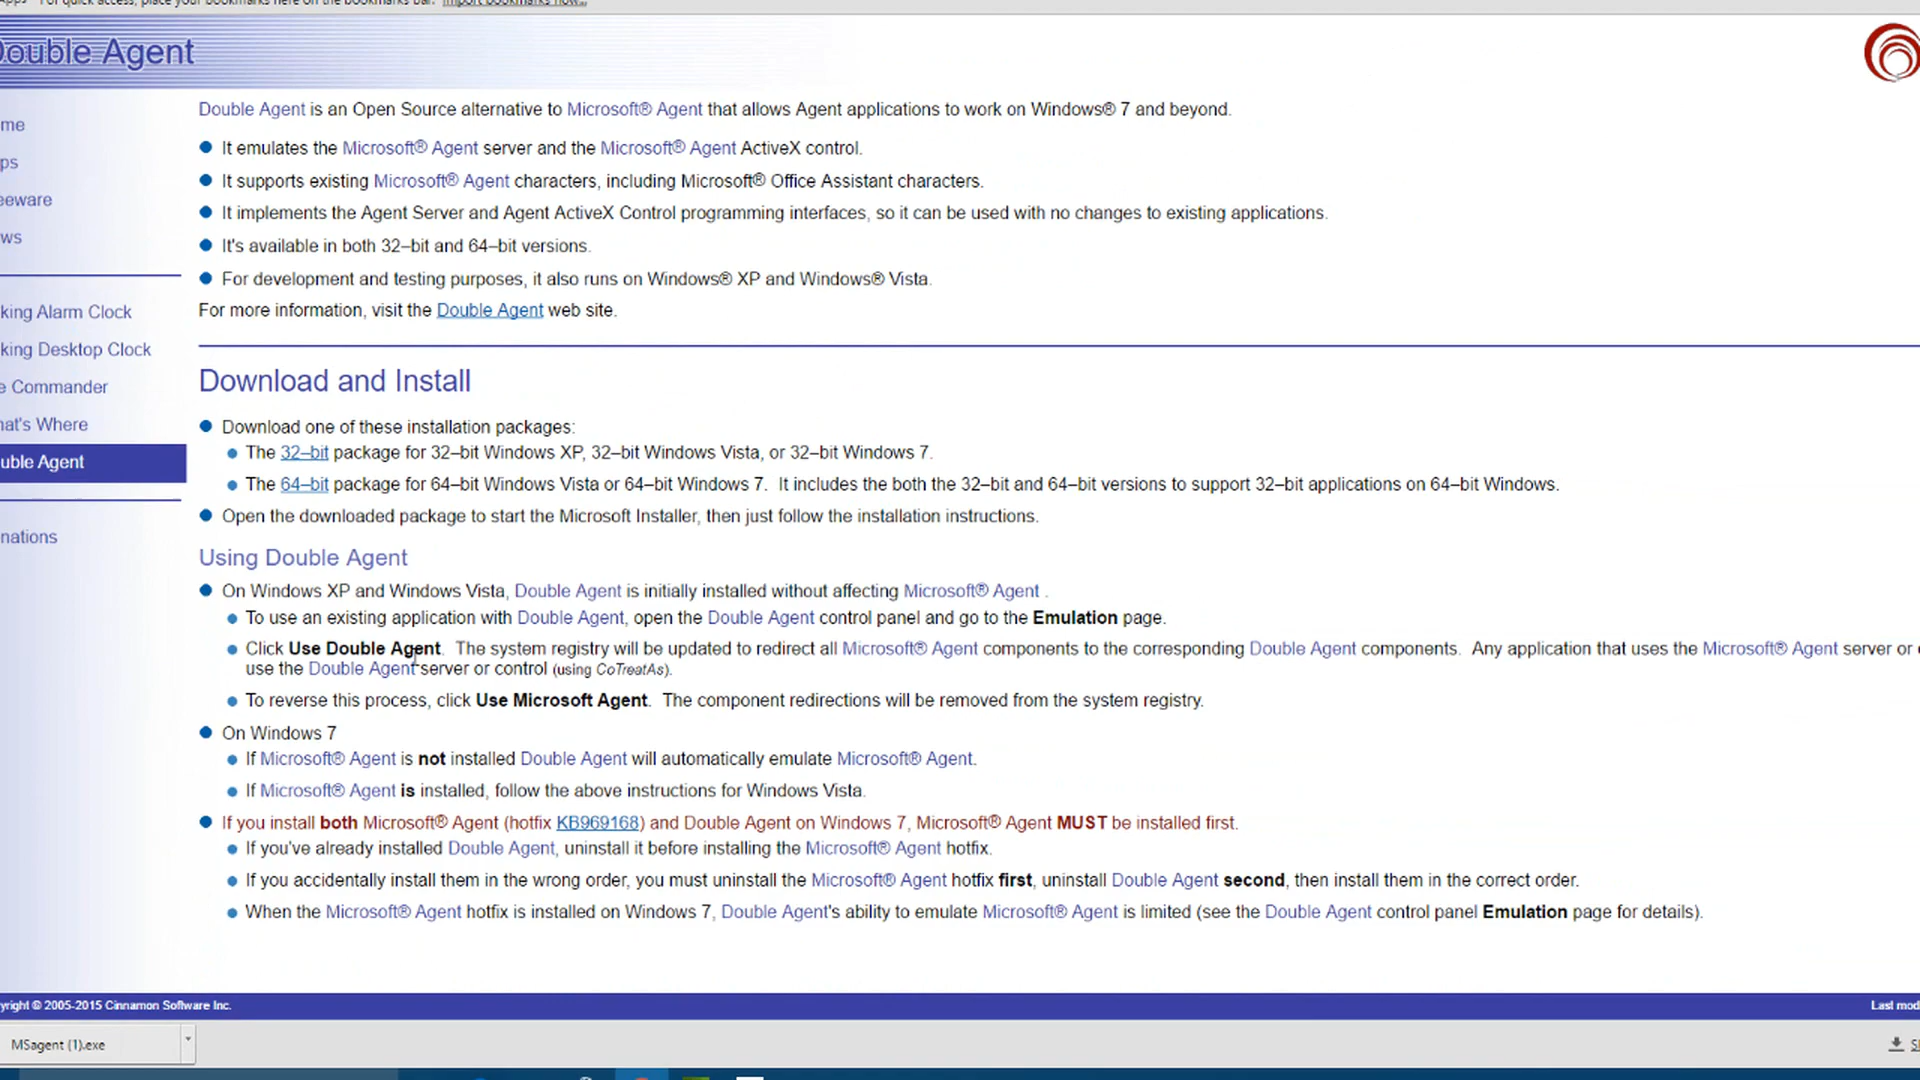 Apps For quick access, place your bookmarks here on the bookmarks bar. Import bookmarks now...
Double Agent
Double Agent is an Open Source alternative to Microsoft® Agent that allows Agent applications to work on Windows® 7 and beyond.
me
ps
eeware
ws
It emulates the Microsoft® Agent server and the Microsoft® Agent ActiveX control.
It supports existing Microsoft® Agent characters, including Microsoft® Office Assistant characters.
It implements the Agent Server and Agent ActiveX Control programming interfaces, so it can be used with no changes to existing applications.
It's available in both 32–bit and 64–bit versions.
For development and testing purposes, it also runs on Windows® XP and Windows® Vista.
For more information, visit the Double Agent web site.
king Alarm Clock
king Desktop Clock
e Commander
hat's Where
uble Agent
nations
Download and Install
Download one of these installation packages:
The 32–bit package for 32–bit Windows XP, 32–bit Windows Vista, or 32–bit Windows 7.
The 64–bit package for 64–bit Windows Vista or 64–bit Windows 7. It includes the both the 32–bit and 64–bit versions to support 32–bit applications on 64–bit Windows.
Open the downloaded package to start the Microsoft Installer, then just follow the installation instructions.
Using Double Agent
On Windows XP and Windows Vista, Double Agent is initially installed without affecting Microsoft® Agent .
To use an existing application with Double Agent, open the Double Agent control panel and go to the Emulation page.
Click Use Double Agent. The system registry will be updated to redirect all Microsoft® Agent components to the corresponding Double Agent components. Any application that uses the Microsoft® Agent server or
use the Double Agent server or control (using CoTreatAs).
To reverse this process, click Use Microsoft Agent. The component redirections will be removed from the system registry.
On Windows 7
If Microsoft® Agent is not installed Double Agent will automatically emulate Microsoft® Agent.
If Microsoft® Agent is installed, follow the above instructions for Windows Vista.
If you install both Microsoft® Agent (hotfix KB969168) and Double Agent on Windows 7, Microsoft® Agent MUST be installed first.
If you've already installed Double Agent, uninstall it before installing the Microsoft® Agent hotfix.
If you accidentally install them in the wrong order, you must uninstall the Microsoft® Agent hotfix first, uninstall Double Agent second, then install them in the correct order.
When the Microsoft® Agent hotfix is installed on Windows 7, Double Agent's ability to emulate Microsoft® Agent is limited (see the Double Agent control panel Emulation page for details).
yright © 2005-2015 Cinnamon Software Inc.
Last mod
MSagent (1).exe